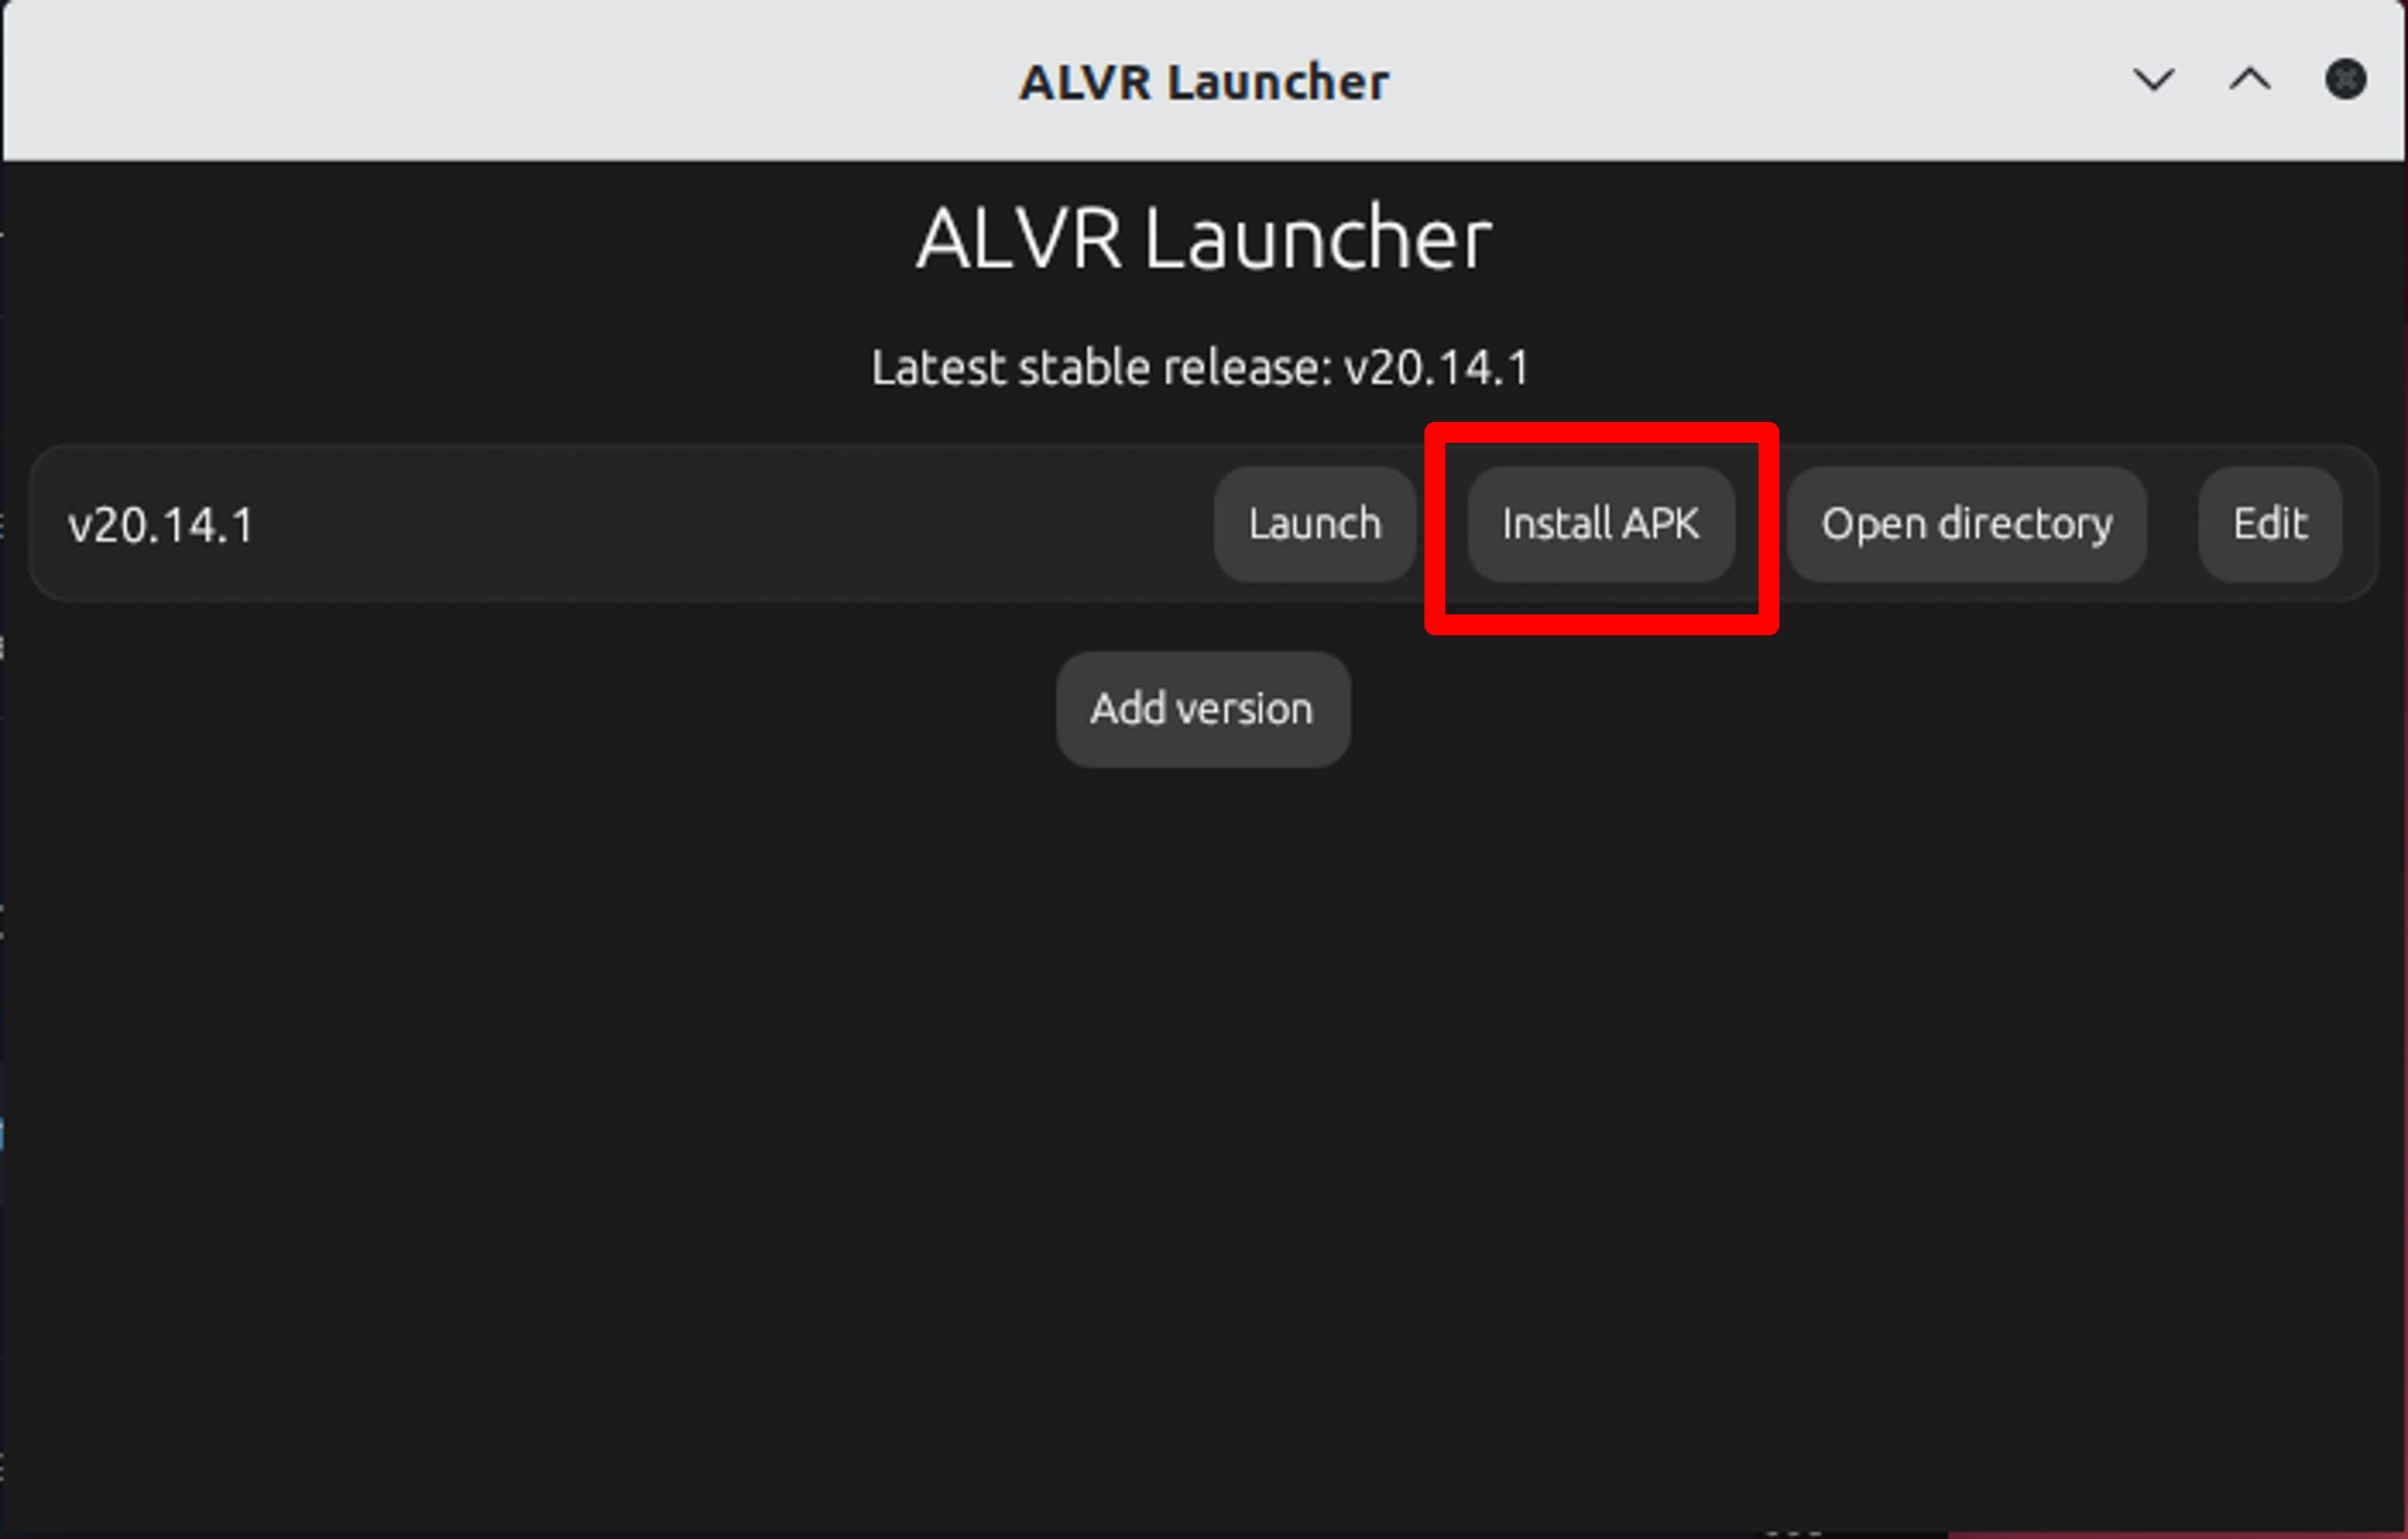 ALVR Launcher
ALVR Launcher
Latest stable release: v20.14.1
v20.14.1 Launch Install APK Open directory Edit
Add version